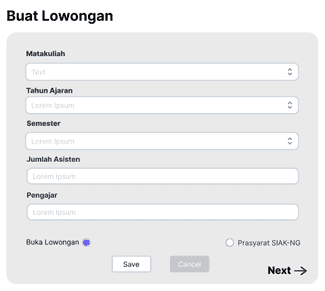 Buat Lowongan
Matakuliah
Text
Tahun Ajaran
Lorem Ipsum
Semester
Lorem Ipsum
Jumlah Asisten
Lorem Ipsum
Pengajar
Lorem Ipsum
Buka Lowongan
Prasyarat SIAK-NG
Save
Cancel
Next